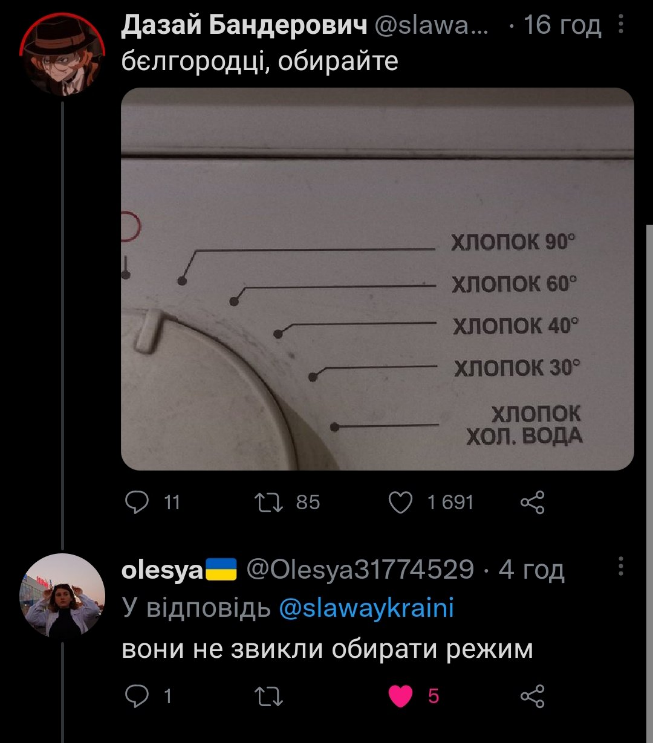 Дазай Бандерович @slawa... · 16 год
бєлгородці, обирайте
ХЛОПОК 90°
ХЛОПОК 60°
ХЛОПОК 40°
ХЛОПОК 30°
ХЛОПОК
ХОЛ. ВОДА
11 85 1 691
olesya🇺🇦 @Olesya31774529 · 4 год
У відповідь @slawaykraini
вони не звикли обирати режим
1 5